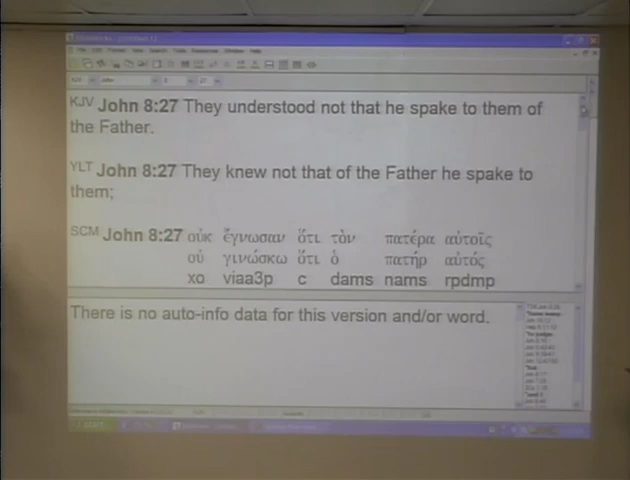 KJV John 8:27 They understood not that he spake to them of
the Father.
YLT John 8:27 They knew not that of the Father he spake to
them;
SCM John 8:27 οὐκ ἔγνωσαν ὅτι τὸν πατέρα αὐτοῖς
οὐ γινώσκω ὅτι ὁ πατήρ αὐτός
xo viaa3p c dams nams rpdmp
There is no auto-info data for this version and/or word.